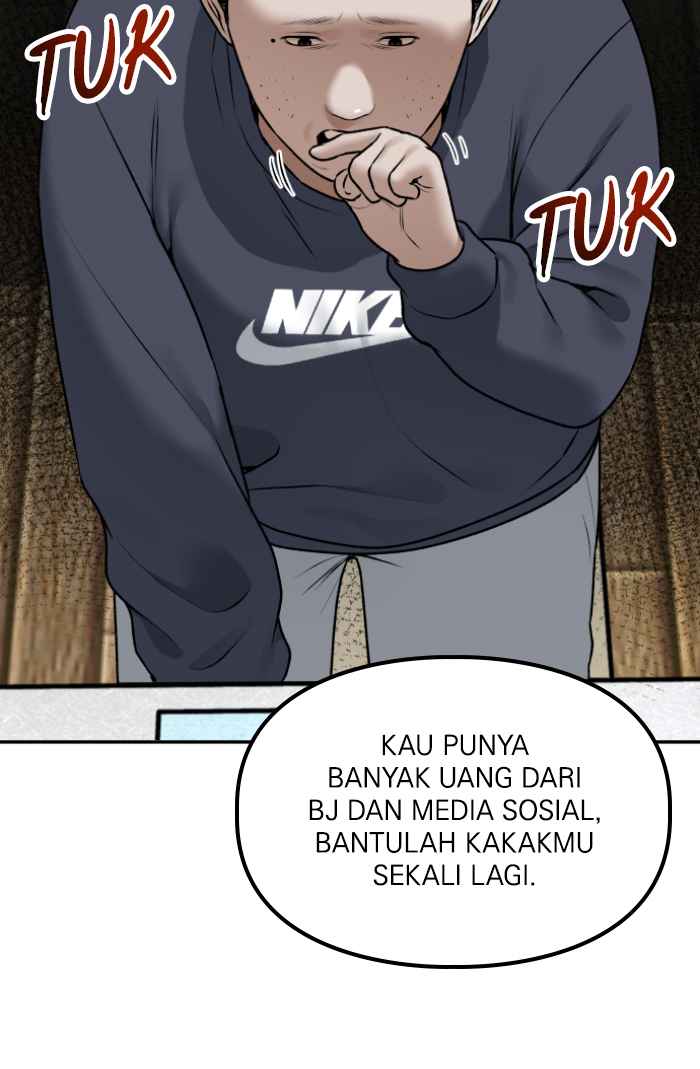 TUK
TUK
NIKE
KAU PUNYA
BANYAK UANG DARI
BJ DAN MEDIA SOSIAL,
BANTULAH KAKAKMU
SEKALI LAGI.